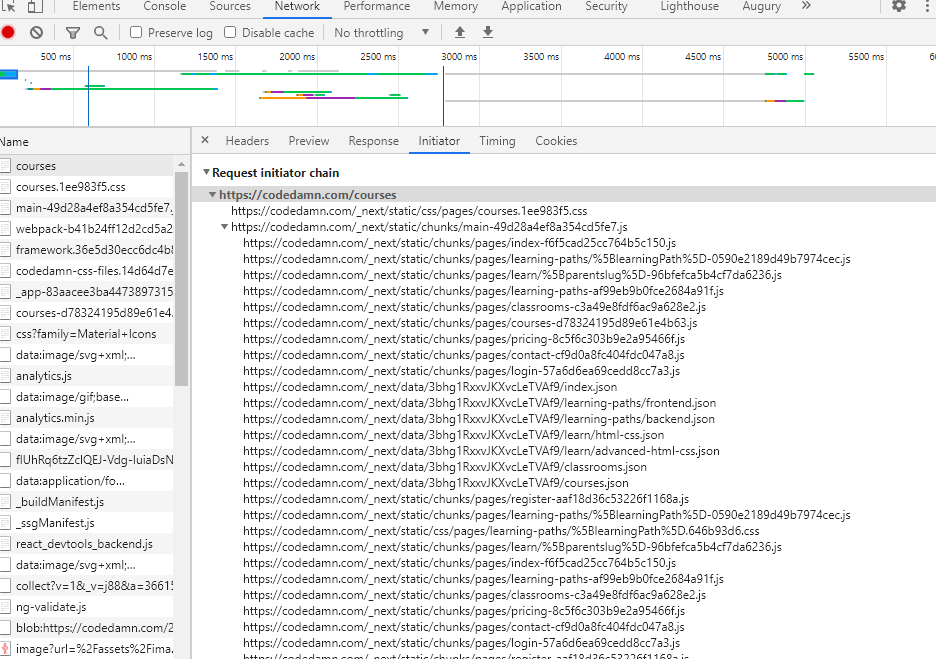 Elements Console Sources Network Performance Memory Application Security Lighthouse Augury »
Preserve log Disable cache No throttling
500 ms 1000 ms 1500 ms 2000 ms 2500 ms 3000 ms 3500 ms 4000 ms 4500 ms 5000 ms 5500 ms 6
Name
× Headers Preview Response Initiator Timing Cookies
courses
courses.1ee983f5.css
main-49d28a4ef8a354cd5fe7.
webpack-b41b24ff12d2cd5a2
framework.36e5d30ecc6dc4b8
codedamn-css-files.14d64d7e
_app-83aacee3ba4473897315
courses-d78324195d89e61e4.
css?family=Material+Icons
data:image/svg+xml;...
analytics.js
data:image/gif;base...
analytics.min.js
data:image/svg+xml;...
flUhRq6tzZclQEJ-Vdg-IuiaDsN
data:application/fo...
_buildManifest.js
_ssgManifest.js
react_devtools_backend.js
data:image/svg+xml;...
collect?v=1&_v=j88&a=36615
ng-validate.js
blob:https://codedamn.com/2
image?url=%2Fassets%2Fima.
Request initiator chain
https://codedamn.com/courses
https://codedamn.com/_next/static/css/pages/courses.1ee983f5.css
https://codedamn.com/_next/static/chunks/main-49d28a4ef8a354cd5fe7.js
https://codedamn.com/_next/static/chunks/pages/index-f6f5cad25cc764b5c150.js
https://codedamn.com/_next/static/chunks/pages/learning-paths/%5BlearningPath%5D-0590e2189d49b7974cec.js
https://codedamn.com/_next/static/chunks/pages/learn/%5Bparentslug%5D-96bfefca5b4cf7da6236.js
https://codedamn.com/_next/static/chunks/pages/learning-paths-af99eb9b0fce2684a91f.js
https://codedamn.com/_next/static/chunks/pages/classrooms-c3a49e8fdf6ac9a628e2.js
https://codedamn.com/_next/static/chunks/pages/courses-d78324195d89e61e4b63.js
https://codedamn.com/_next/static/chunks/pages/pricing-8c5f6c303b9e2a95466f.js
https://codedamn.com/_next/static/chunks/pages/contact-cf9d0a8fc404fdc047a8.js
https://codedamn.com/_next/static/chunks/pages/login-57a6d6ea69cedd8cc7a3.js
https://codedamn.com/_next/data/3bhg1RxxvJKXvcLeTVAf9/index.json
https://codedamn.com/_next/data/3bhg1RxxvJKXvcLeTVAf9/learning-paths/frontend.json
https://codedamn.com/_next/data/3bhg1RxxvJKXvcLeTVAf9/learning-paths/backend.json
https://codedamn.com/_next/data/3bhg1RxxvJKXvcLeTVAf9/learn/html-css.json
https://codedamn.com/_next/data/3bhg1RxxvJKXvcLeTVAf9/learn/advanced-html-css.json
https://codedamn.com/_next/data/3bhg1RxxvJKXvcLeTVAf9/classrooms.json
https://codedamn.com/_next/data/3bhg1RxxvJKXvcLeTVAf9/courses.json
https://codedamn.com/_next/static/chunks/pages/register-aaf18d36c53226f1168a.js
https://codedamn.com/_next/static/chunks/pages/learning-paths/%5BlearningPath%5D-0590e2189d49b7974cec.js
https://codedamn.com/_next/static/css/pages/learning-paths/%5BlearningPath%5D.646b93d6.css
https://codedamn.com/_next/static/chunks/pages/learn/%5Bparentslug%5D-96bfefca5b4cf7da6236.js
https://codedamn.com/_next/static/chunks/pages/index-f6f5cad25cc764b5c150.js
https://codedamn.com/_next/static/chunks/pages/learning-paths-af99eb9b0fce2684a91f.js
https://codedamn.com/_next/static/chunks/pages/classrooms-c3a49e8fdf6ac9a628e2.js
https://codedamn.com/_next/static/chunks/pages/pricing-8c5f6c303b9e2a95466f.js
https://codedamn.com/_next/static/chunks/pages/contact-cf9d0a8fc404fdc047a8.js
https://codedamn.com/_next/static/chunks/pages/login-57a6d6ea69cedd8cc7a3.js
https://codedamn.com/_next/static/chunks/pages/register-aaf18d36c53226f1168a.js